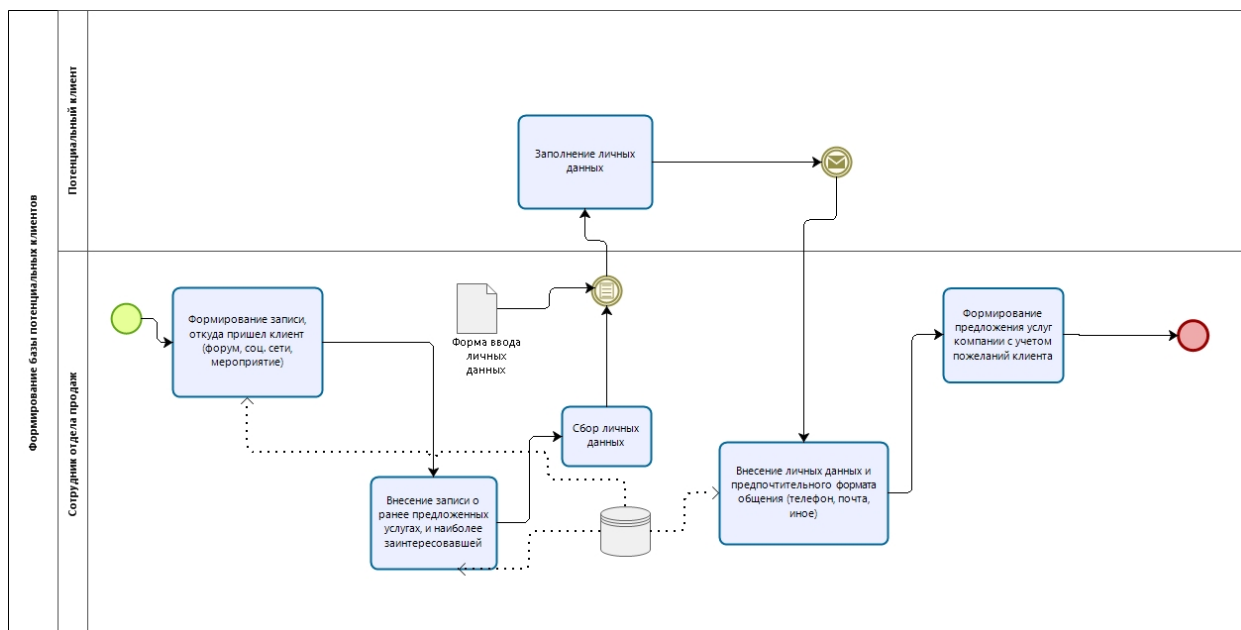 Формирование базы потенциальных клиентов
Потенциальный клиент
Заполнение личных
данных
Сотрудник отдела продаж
Формирование записи,
откуда пришел клиент
(форум, соц. сети,
мероприятие)
Форма ввода
личных
данных
Внесение записи о
ранее предложенных
услугах, и наиболее
заинтересовавшей
Сбор личных
данных
Внесение личных данных и
предпочтительного формата
общения (телефон, почта,
иное)
Формирование
предложения услуг
компании с учетом
пожеланий клиента